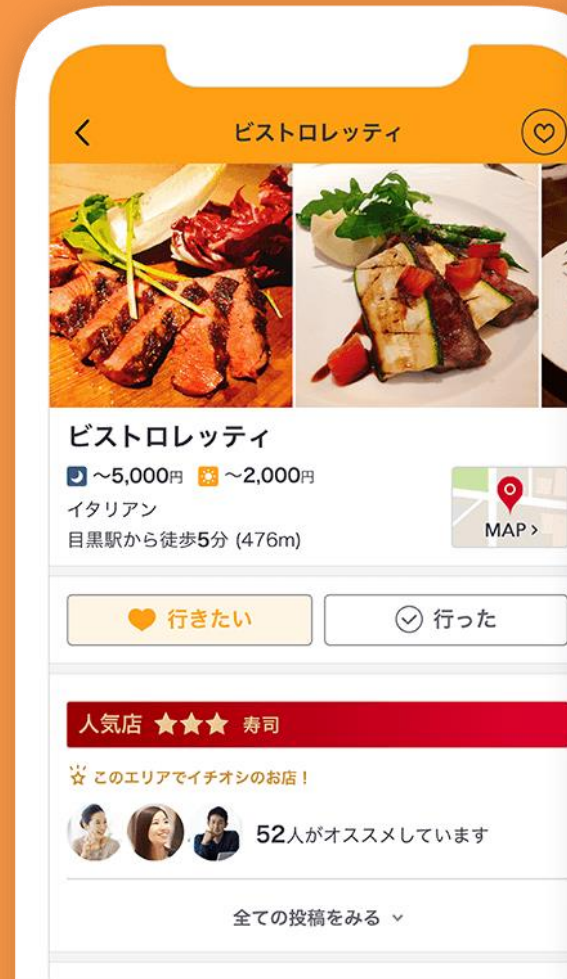 ビストロレッティ
ビストロレッティ
～5,000円 ～2,000円
イタリアン
目黒駅から徒歩5分 (476m)
MAP
行きたい
行った
人気店 ★★★ 寿司
このエリアでイチオシのお店！
52人がオススメしています
全ての投稿をみる